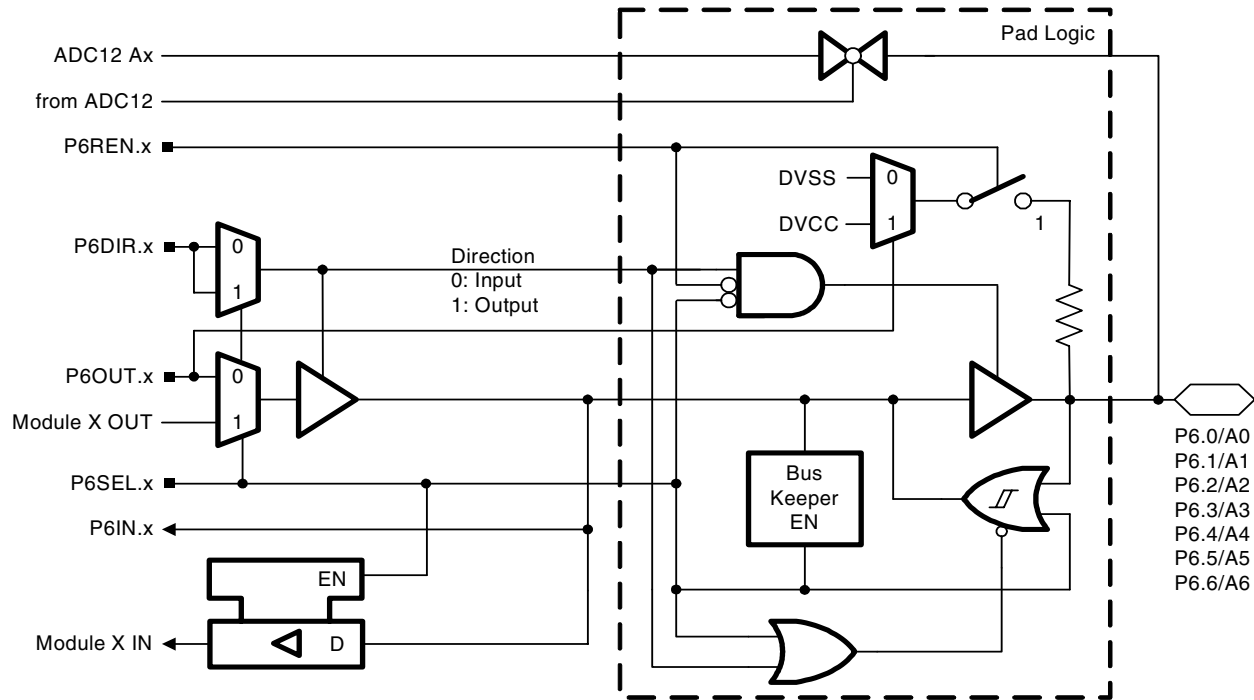 Pad Logic
ADC12 Ax
from ADC12
P6REN.x
DVSS
0
DVCC
1
1
P6DIR.x
0
1
Direction
0: Input
1: Output
P6OUT.x
0
Module X OUT
1
P6SEL.x
Bus
Keeper
EN
P6IN.x
EN
Module X IN
D
P6.0/A0
P6.1/A1
P6.2/A2
P6.3/A3
P6.4/A4
P6.5/A5
P6.6/A6